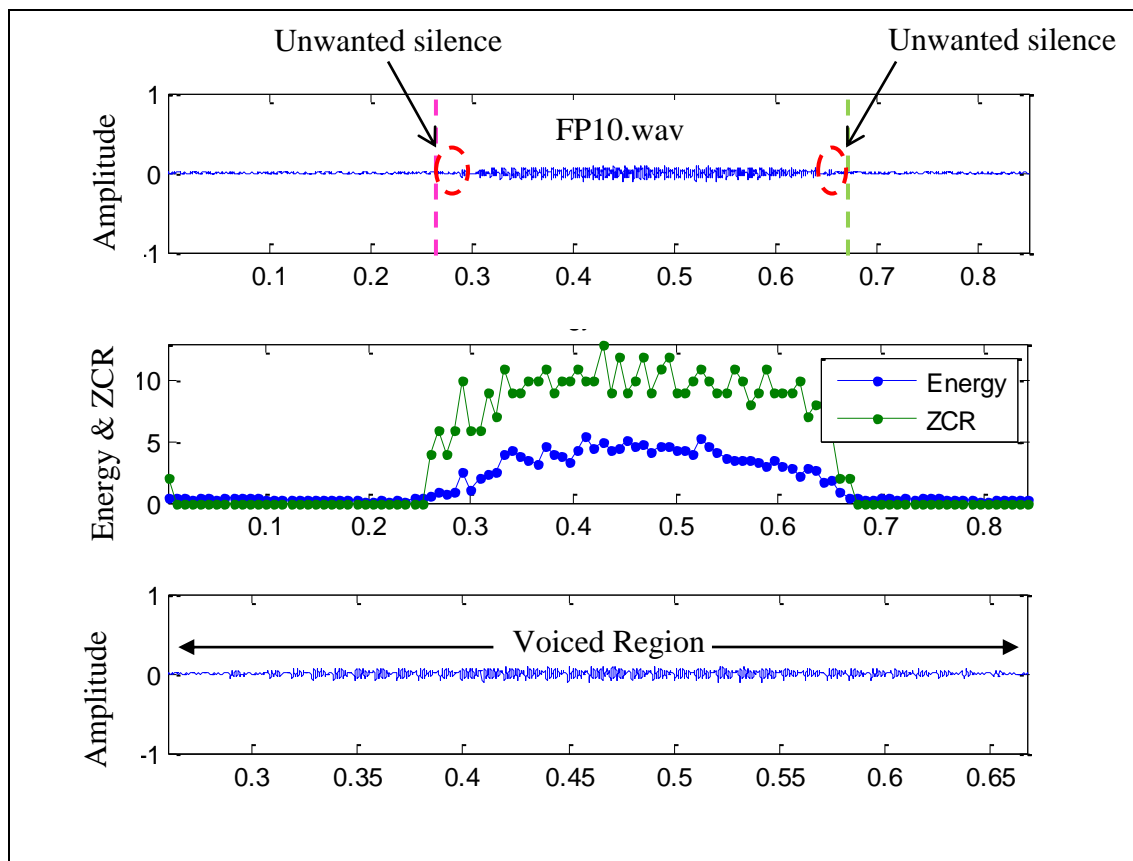 Unwanted silence
Unwanted silence
FP10.wav
Amplitude
1
0
-1
0.1 0.2 0.3 0.4 0.5 0.6 0.7 0.8
Energy & ZCR
10
5
0
Energy
ZCR
0.1 0.2 0.3 0.4 0.5 0.6 0.7 0.8
Amplitude
1
0
-1
Voiced Region
0.3 0.35 0.4 0.45 0.5 0.55 0.6 0.65